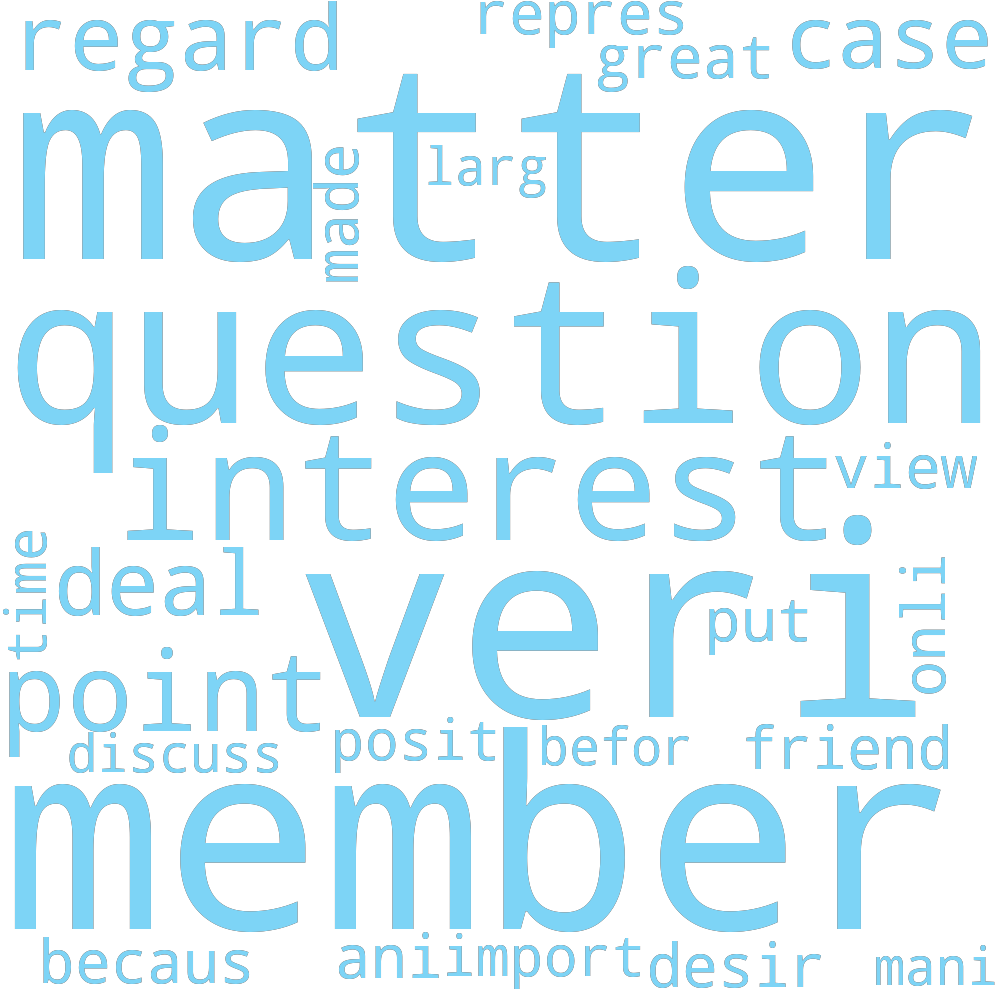 regard
repres
great
case
matter
made
larg
question
interest
view
time
deal
veri
put
onli
point
discuss
posit
befor
friend
member
becaus
ani
import
desir
mani